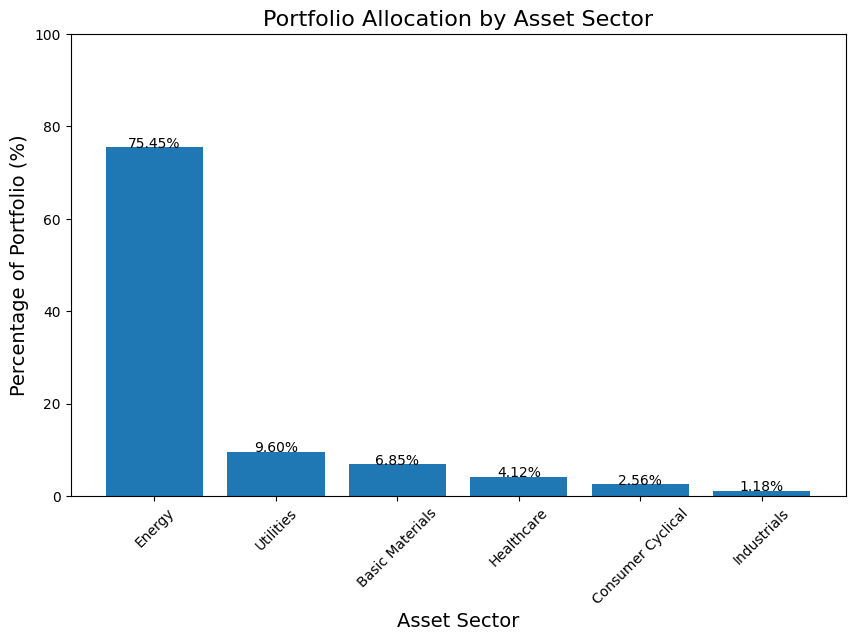 Portfolio Allocation by Asset Sector
Percentage of Portfolio (%)
100
80
60
40
20
0
75.45%
9.60%
6.85%
4.12%
2.56%
1.18%
Energy
Utilities
Basic Materials
Healthcare
Consumer Cyclical
Industrials
Asset Sector